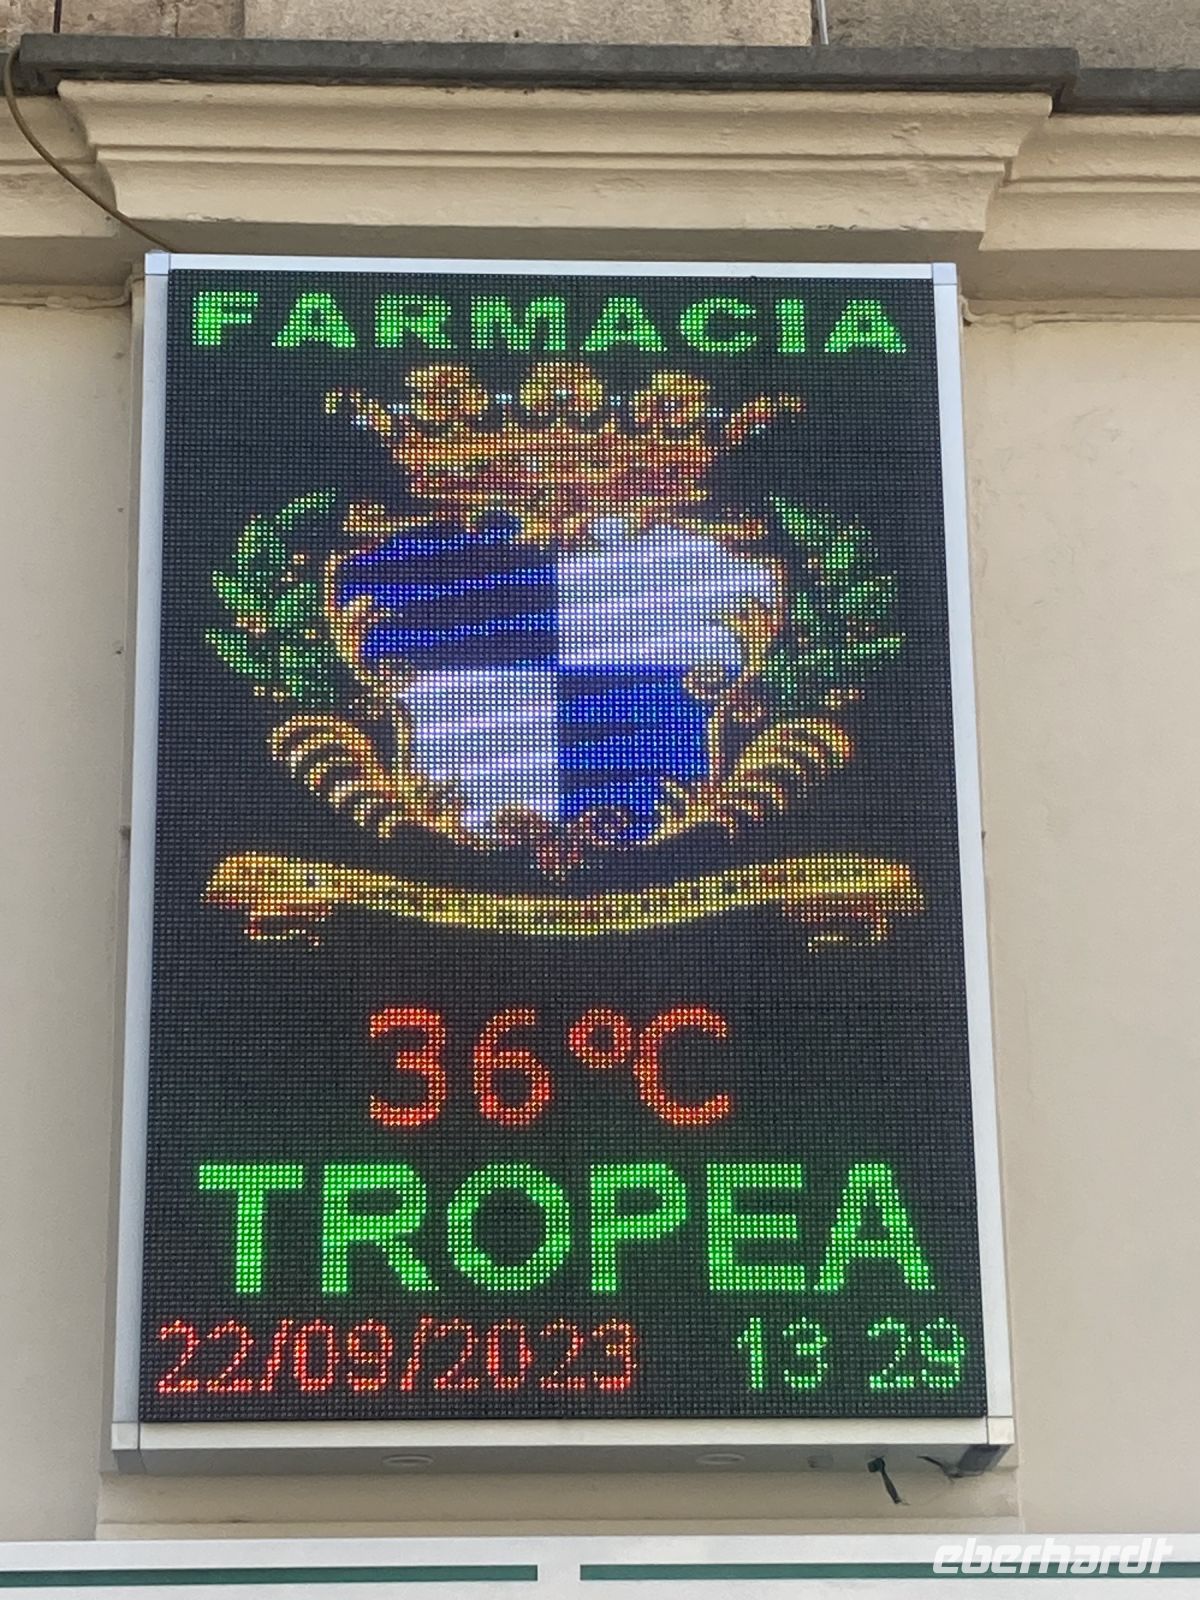 FARMACIA
36°C
TROPEA
22/09/2023 13 29
eberhardt